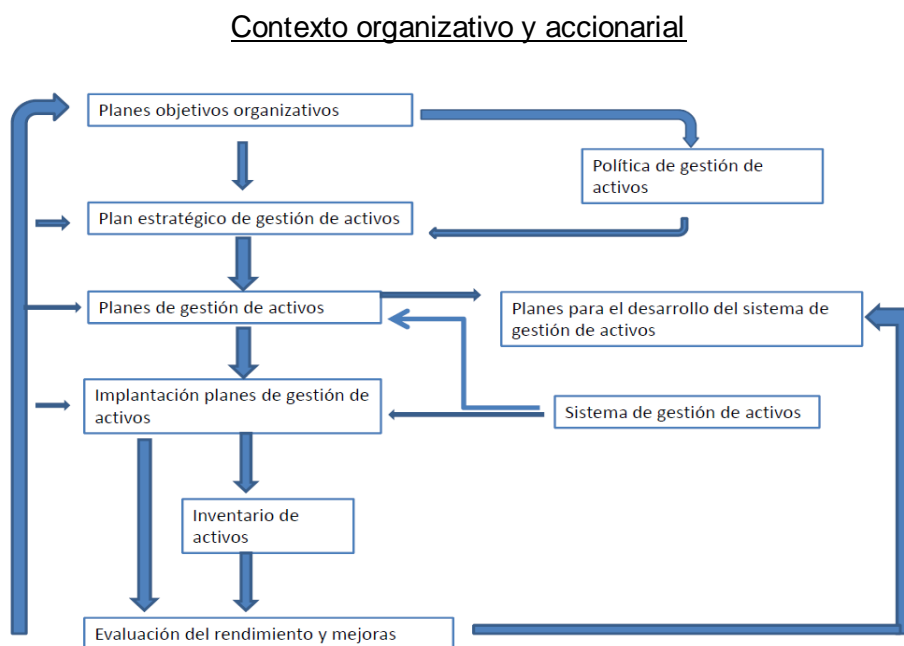 Contexto organizativo y accionarial
Planes objetivos organizativos
Política de gestión de
activos
Plan estratégico de gestión de activos
Planes de gestión de activos
Planes para el desarrollo del sistema de
gestión de activos
Implantación planes de gestión de
activos
Sistema de gestión de activos
Inventario de
activos
Evaluación del rendimiento y mejoras